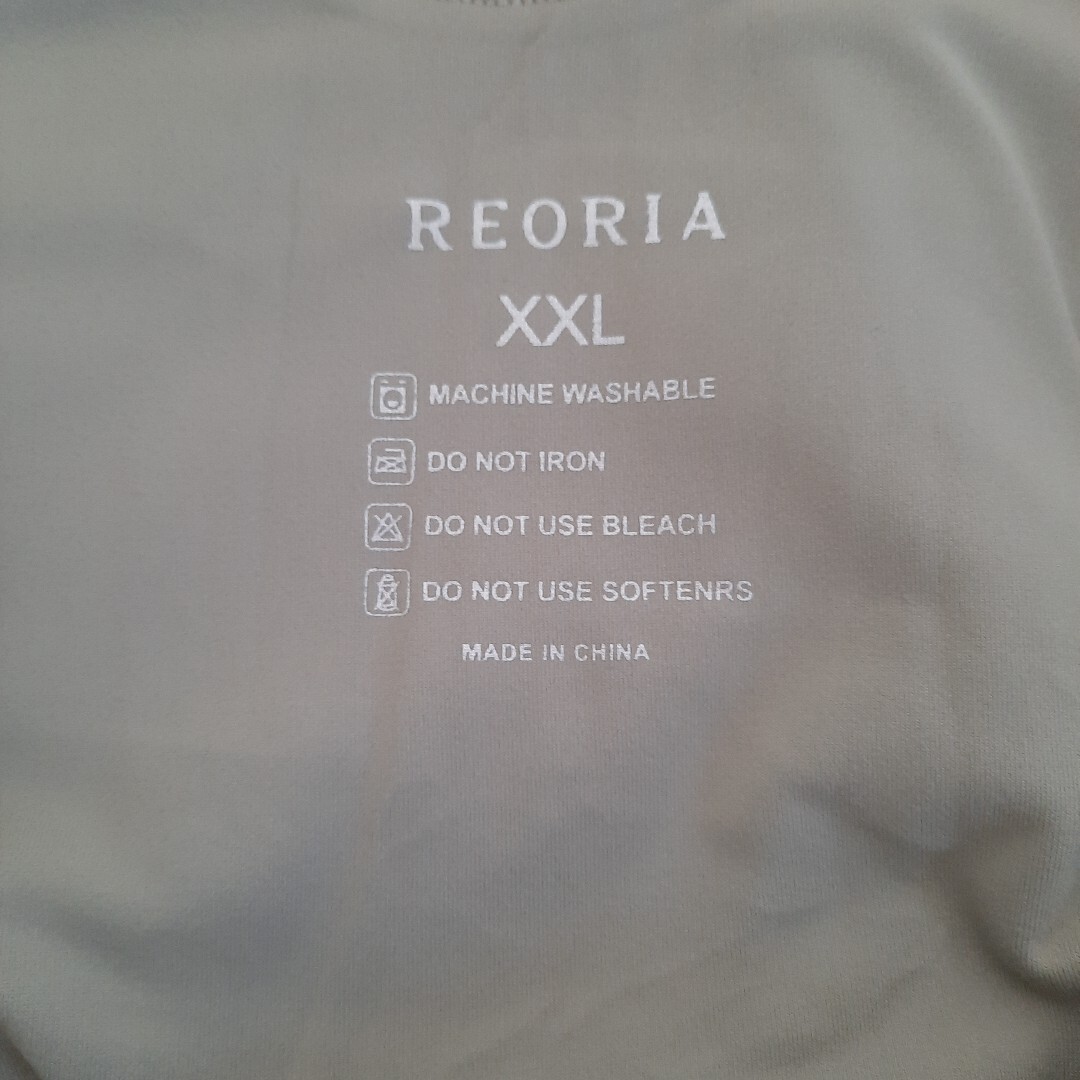 REORIA
XXL
MACHINE WASHABLE
DO NOT IRON
DO NOT USE BLEACH
DO NOT USE SOFTENRS
MADE IN CHINA